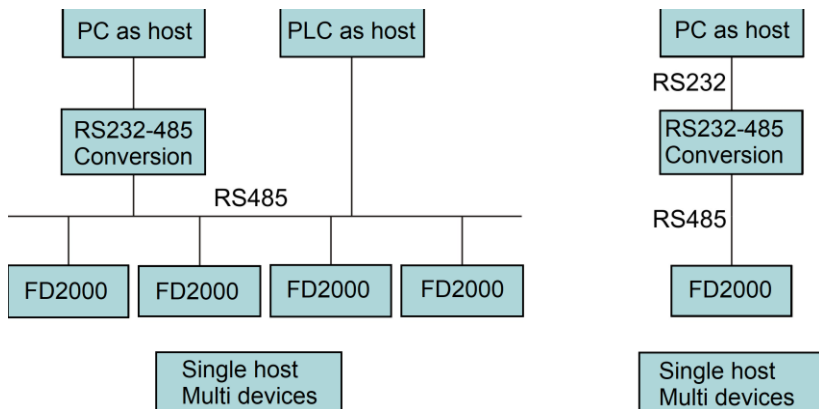 PC as host
PLC as host
RS232-485
Conversion
RS485
FD2000
FD2000
FD2000
FD2000
Single host
Multi devices
PC as host
RS232
RS232-485
Conversion
RS485
FD2000
Single host
Multi devices